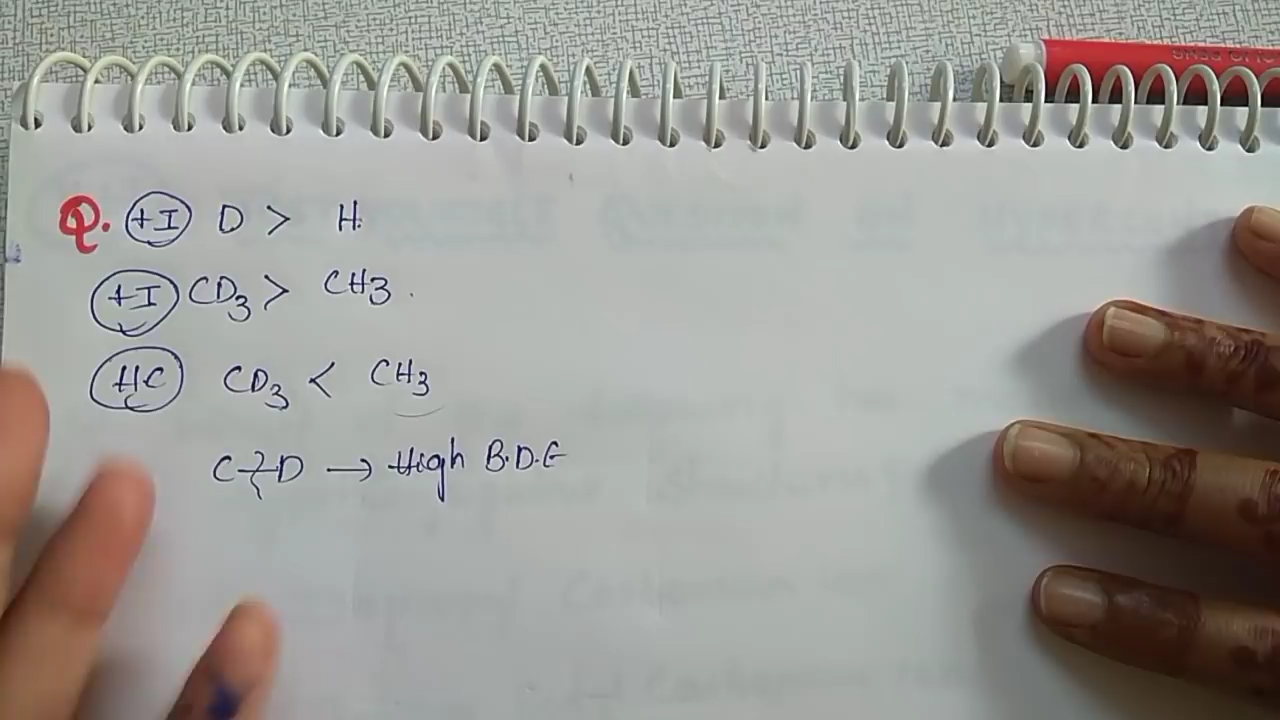 Q. +I D > H.
+I CD₃ > CH₃.
HC CD₃ < CH₃
C-D → High B.D.E